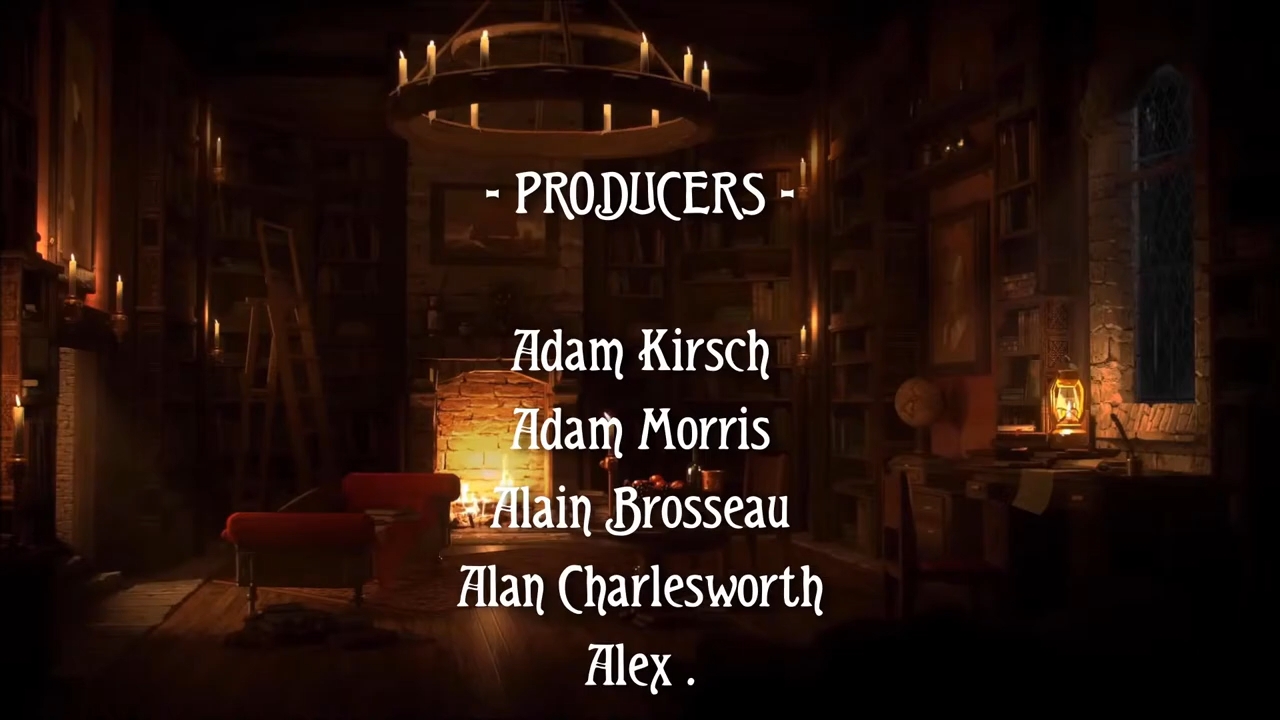 - PRODUCERS -
Adam Kirsch
Adam Morris
Alain Brosseau
Alan Charlesworth
Alex .